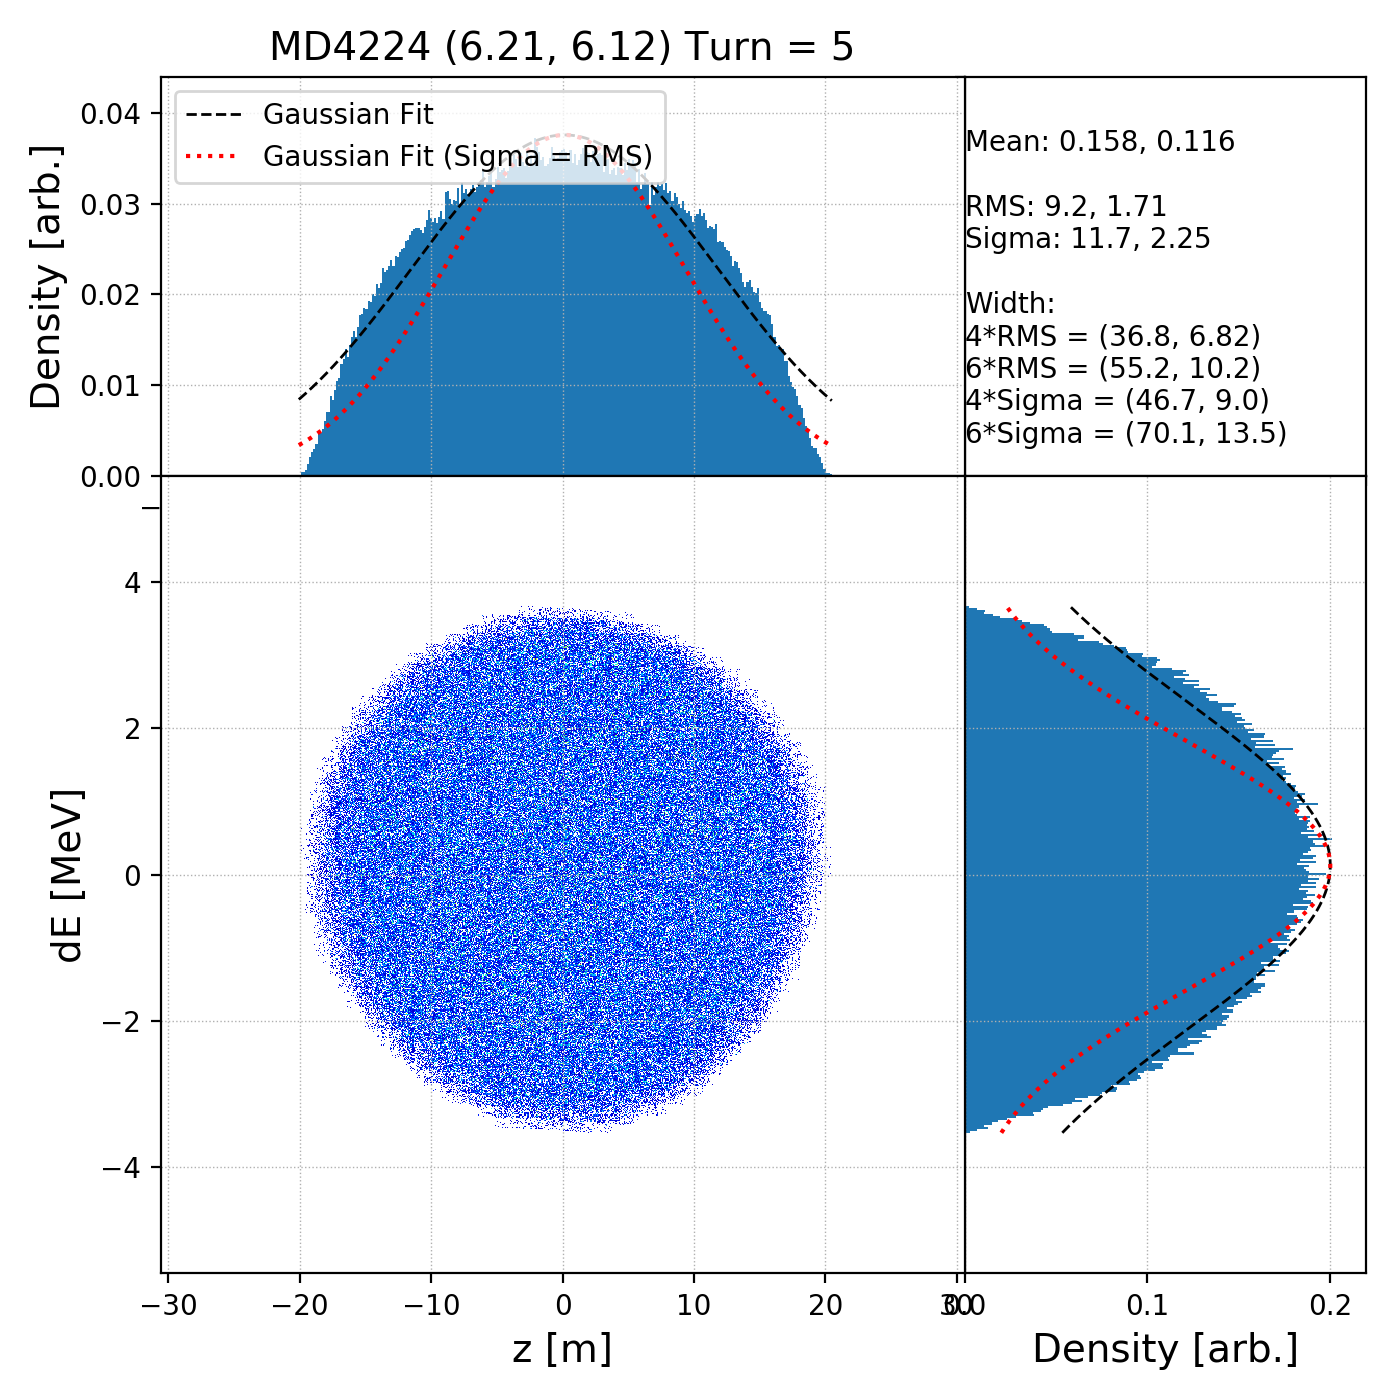 MD4224 (6.21, 6.12) Turn = 5
Gaussian Fit
Gaussian Fit (Sigma = RMS)
Density [arb.]
0.04
0.03
0.02
0.01
0.00
Mean: 0.158, 0.116
RMS: 9.2, 1.71
Sigma: 11.7, 2.25
Width:
4*RMS = (36.8, 6.82)
6*RMS = (55.2, 10.2)
4*Sigma = (46.7, 9.0)
6*Sigma = (70.1, 13.5)
dE [MeV]
4
2
0
−2
−4
−30 −20 −10 0 10 20 30
z [m]
0.0 0.1 0.2
Density [arb.]